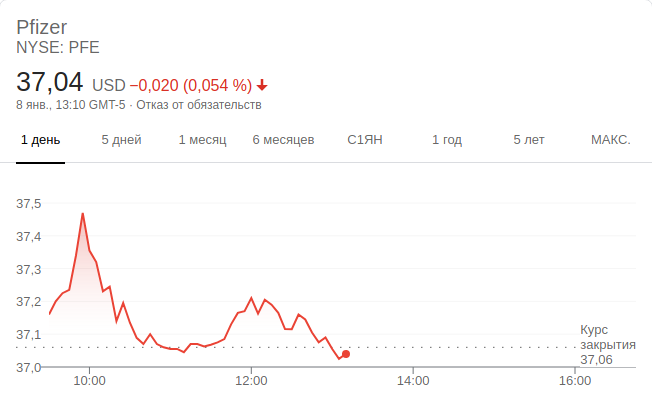 Pfizer
NYSE: PFE
37,04 USD −0,020 (0,054 %)
8 янв., 13:10 GMT-5 · Отказ от обязательств
1 день 5 дней 1 месяц 6 месяцев С1ЯН 1 год 5 лет МАКС.
37,5
37,4
37,3
37,2
37,1
37,0
Курс
закрытия
37,06
10:00 12:00 14:00 16:00